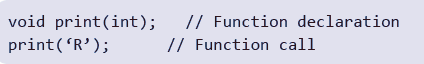 void print(int);   // Function declaration
print(‘R’);      // Function call